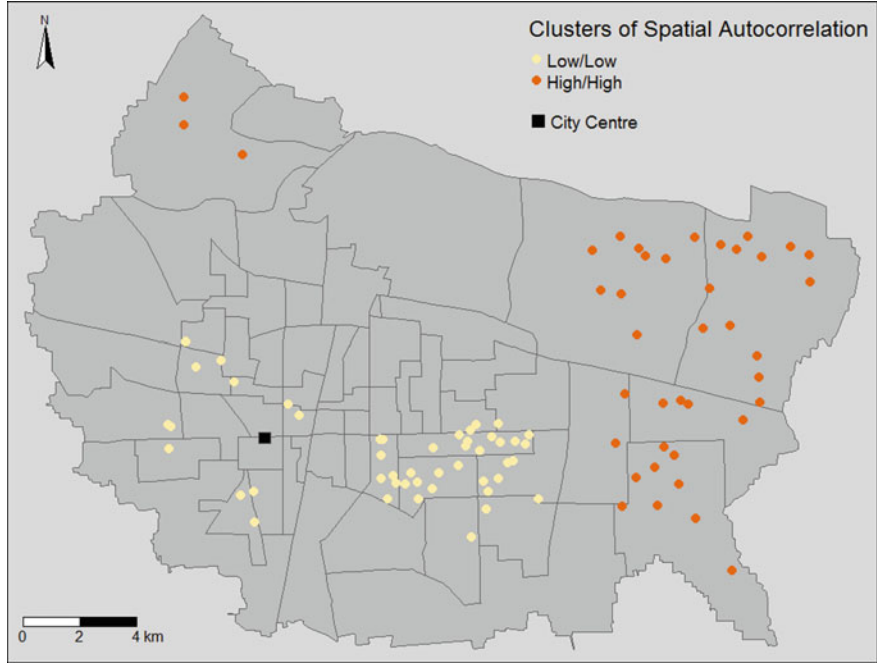 N
Clusters of Spatial Autocorrelation
Low/Low
High/High
City Centre
0 2 4 km